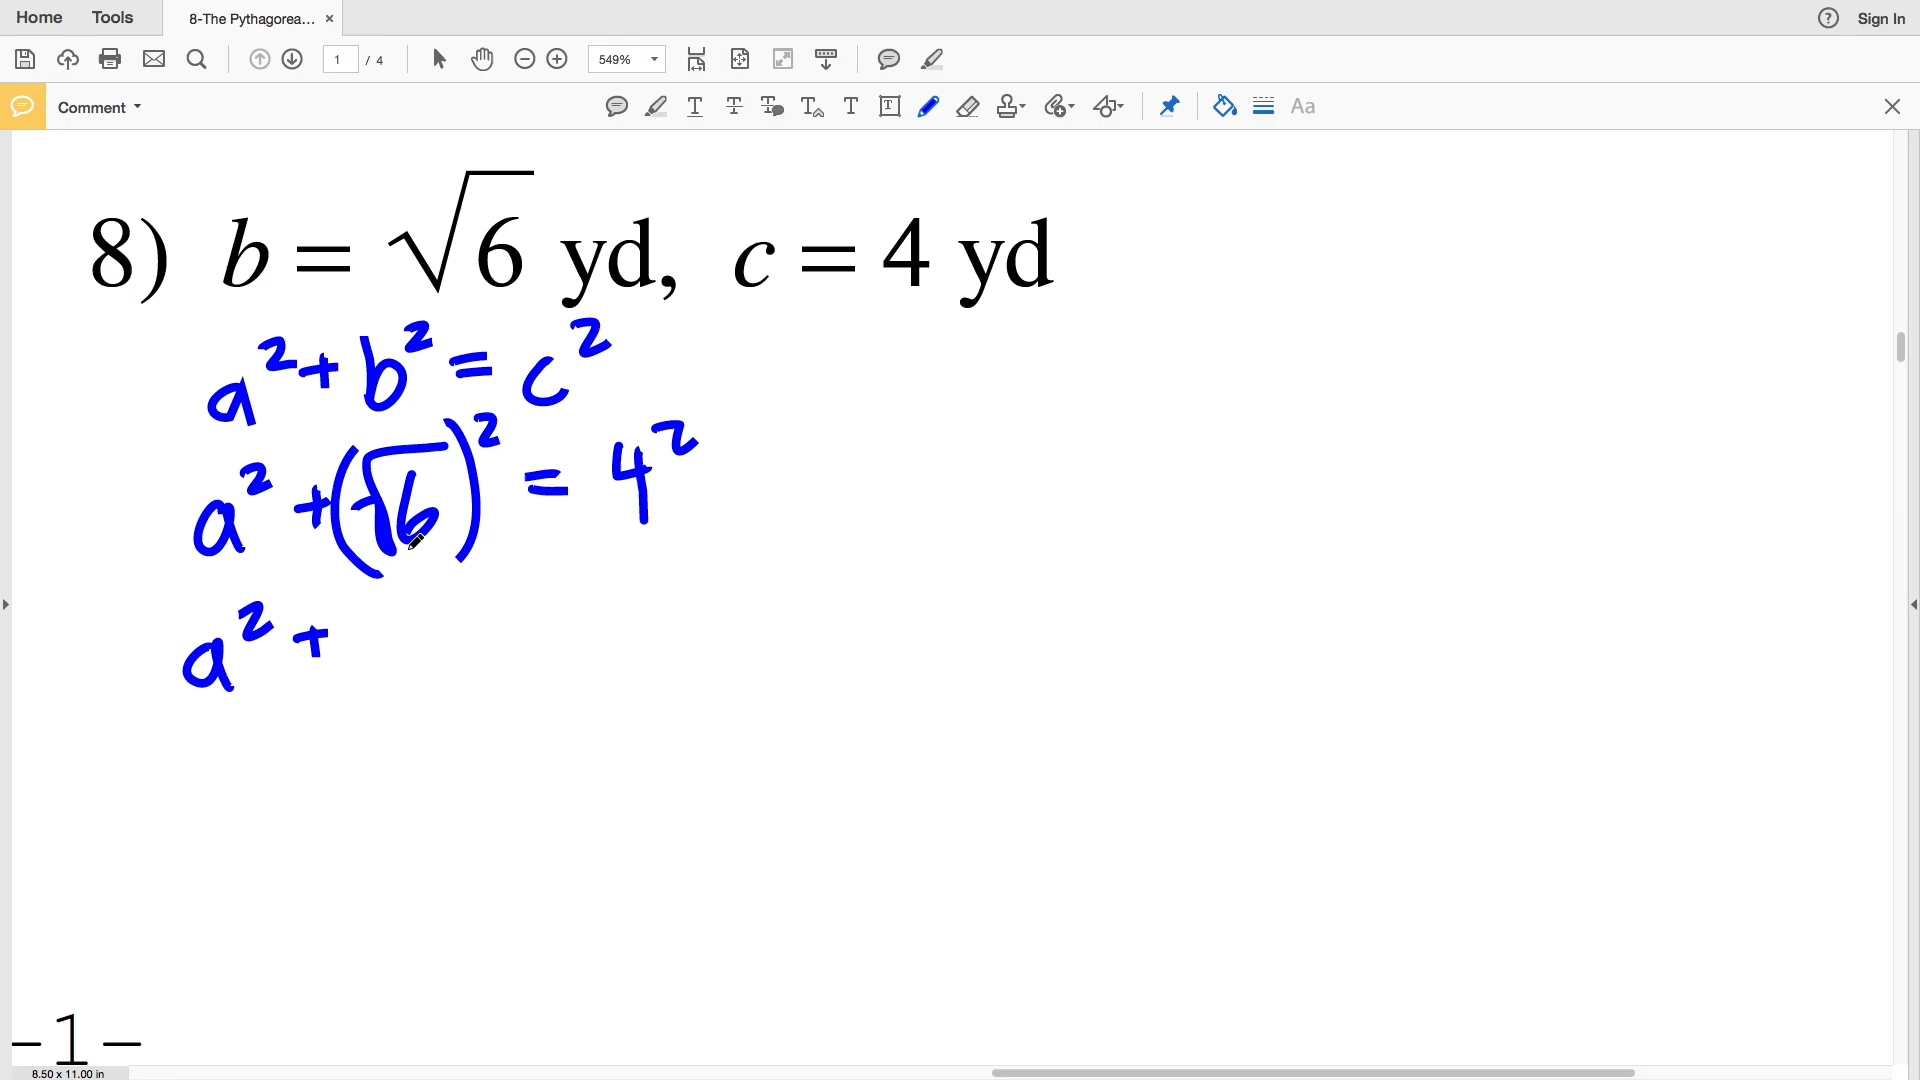 Home Tools 8-The Pythagorea... × Sign In
1 / 4 549%
Comment Aa
8) b = √6 yd, c = 4 yd
a² + b² = c²
a² + (√6)² = 4²
a² +
-1-
8.50 x 11.00 in